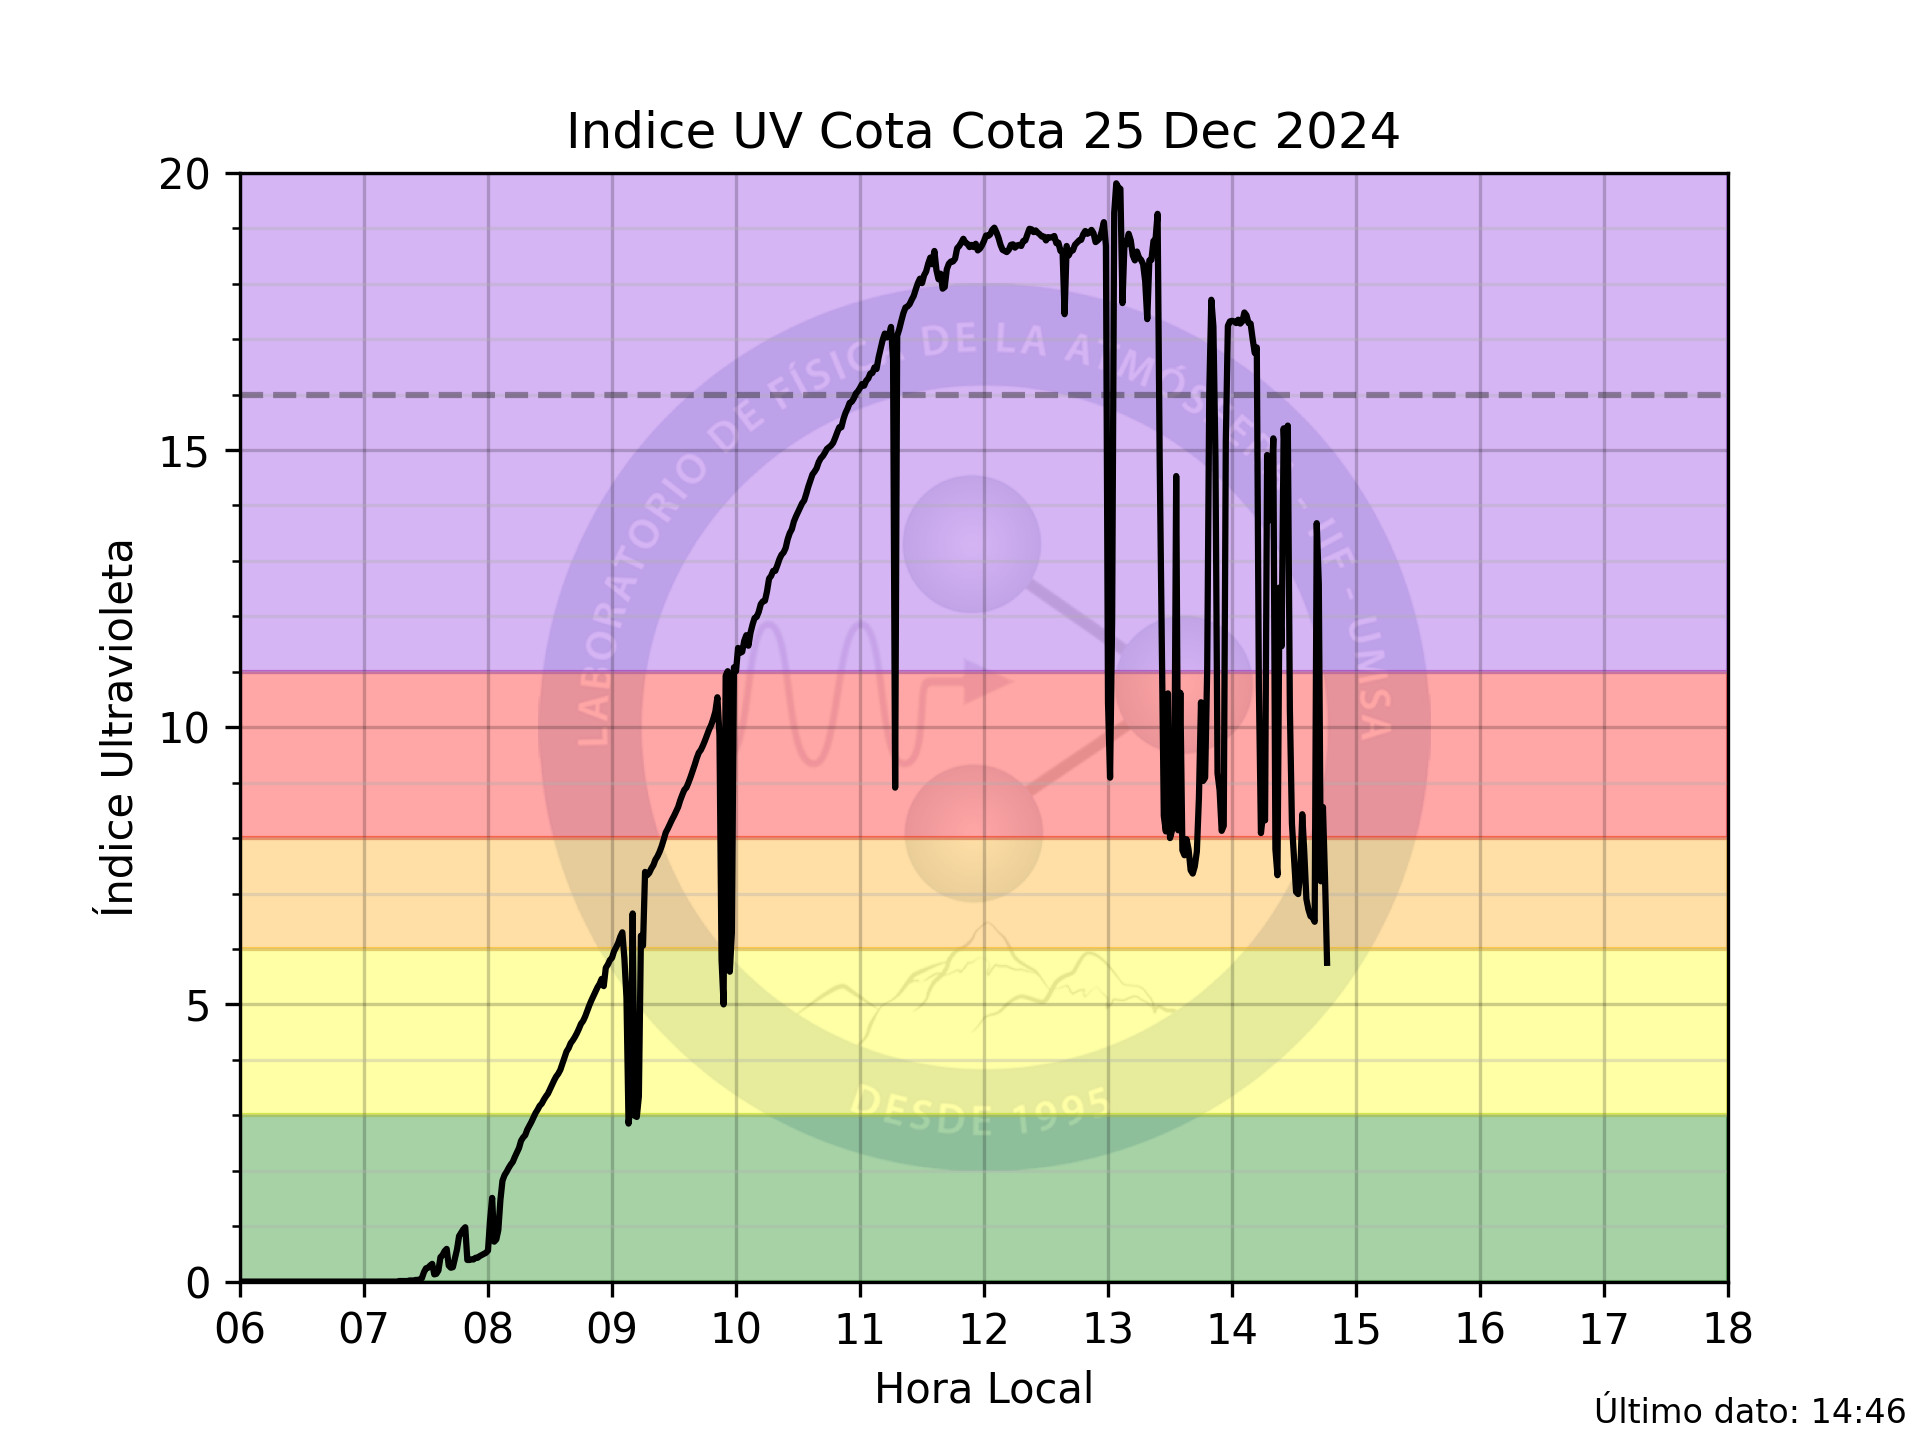 Indice UV Cota Cota 25 Dec 2024
20
15
10
5
0
Índice Ultravioleta
LABORATORIO DE FÍSICA DE LA ATMÓSFERA - IIF - UMSA
DESDE 1995
06 07 08 09 10 11 12 13 14 15 16 17 18
Hora Local
Último dato: 14:46